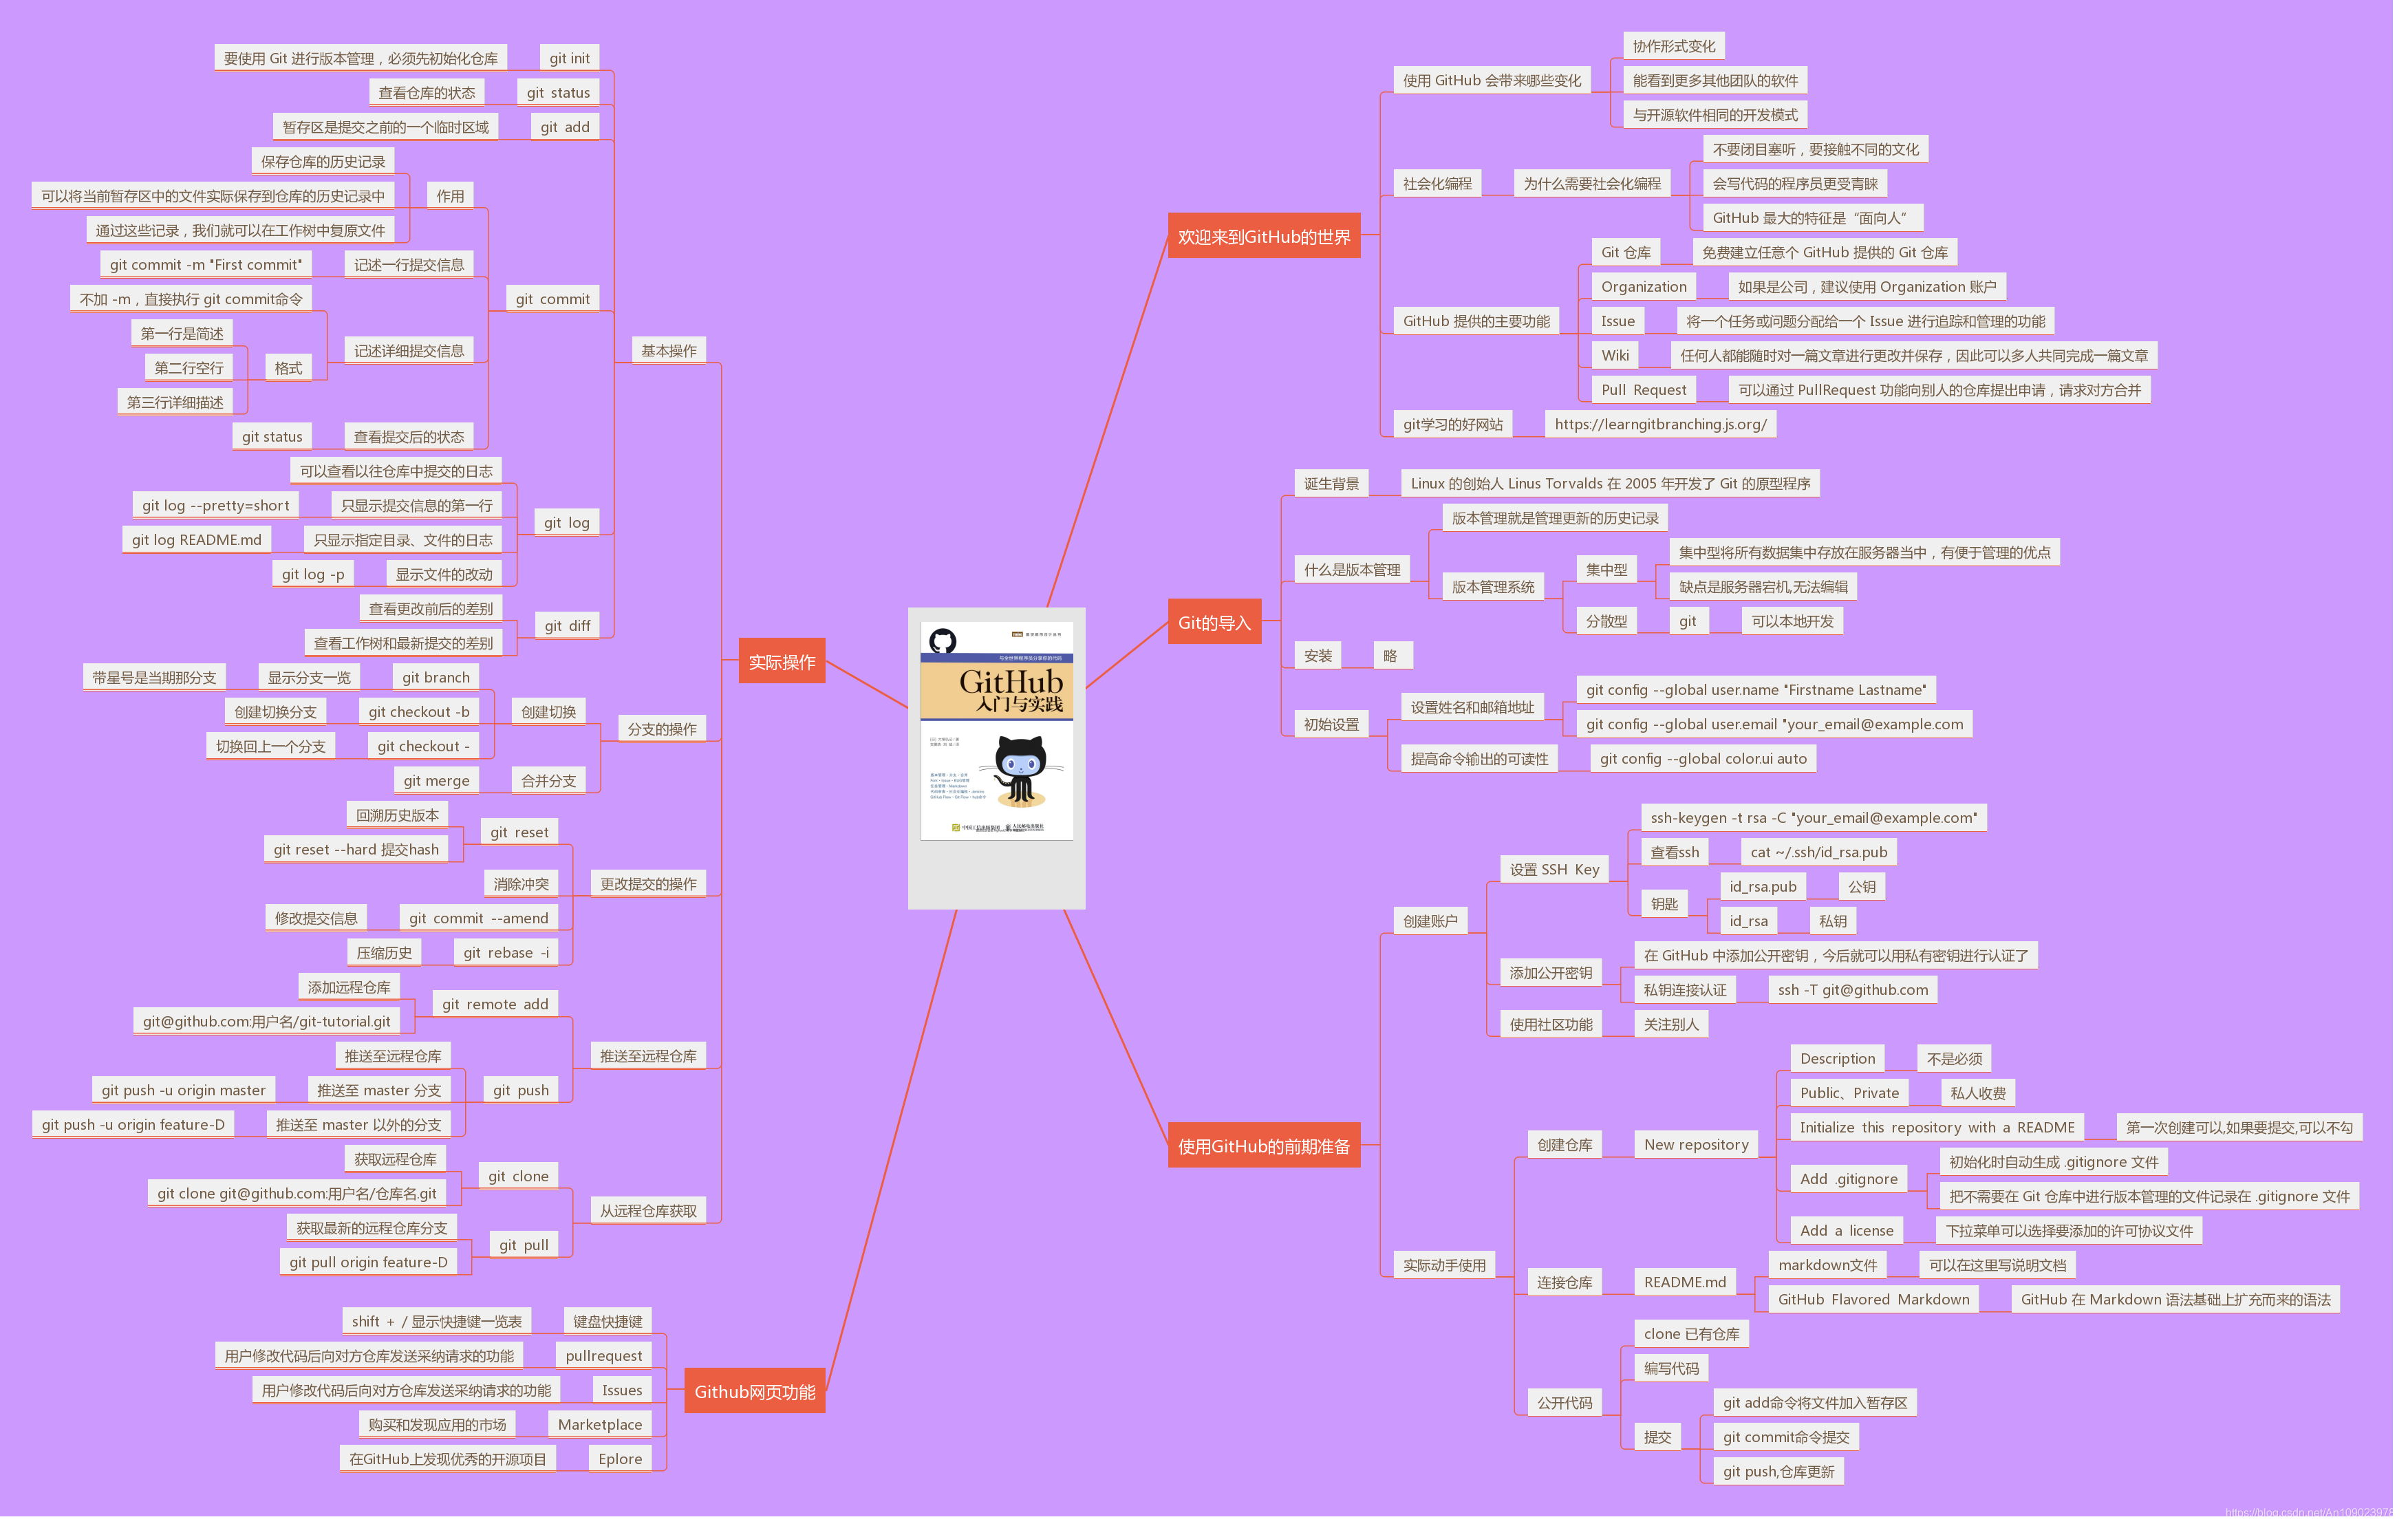 GitHub
入门与实践
欢迎来到GitHub的世界
使用 GitHub 会带来哪些变化
协作形式变化
能看到更多其他团队的软件
与开源软件相同的开发模式
社会化编程
为什么需要社会化编程
不要闭目塞听，要接触不同的文化
会写代码的程序员更受青睐
GitHub 最大的特征是“面向人”
GitHub 提供的主要功能
Git 仓库
免费建立任意个 GitHub 提供的 Git 仓库
Organization
如果是公司，建议使用 Organization 账户
Issue
将一个任务或问题分配给一个 Issue 进行追踪和管理的功能
Wiki
任何人都能随时对一篇文章进行更改并保存，因此可以多人共同完成一篇文章
Pull Request
可以通过 PullRequest 功能向别人的仓库提出申请，请求对方合并
git学习的好网站
https://learngitbranching.js.org/
Git的导入
诞生背景
Linux 的创始人 Linus Torvalds 在 2005 年开发了 Git 的原型程序
什么是版本管理
版本管理就是管理更新的历史记录
版本管理系统
集中型
集中型将所有数据集中存放在服务器当中，有便于管理的优点
缺点是服务器宕机,无法编辑
分散型
git
可以本地开发
安装
略
初始设置
设置姓名和邮箱地址
git config --global user.name "Firstname Lastname"
git config --global user.email "your_email@example.com
提高命令输出的可读性
git config --global color.ui auto
使用GitHub的前期准备
创建账户
设置 SSH Key
ssh-keygen -t rsa -C "your_email@example.com"
查看ssh
cat ~/.ssh/id_rsa.pub
钥匙
id_rsa.pub
公钥
id_rsa
私钥
添加公开密钥
在 GitHub 中添加公开密钥，今后就可以用私有密钥进行认证了
私钥连接认证
ssh -T git@github.com
使用社区功能
关注别人
实际动手使用
创建仓库
New repository
Description
不是必须
Public、Private
私人收费
Initialize this repository with a README
第一次创建可以,如果要提交,可以不勾
Add .gitignore
初始化时自动生成 .gitignore 文件
把不需要在 Git 仓库中进行版本管理的文件记录在 .gitignore 文件
Add a license
下拉菜单可以选择要添加的许可协议文件
连接仓库
README.md
markdown文件
可以在这里写说明文档
GitHub Flavored Markdown
GitHub 在 Markdown 语法基础上扩充而来的语法
公开代码
clone 已有仓库
编写代码
提交
git add命令将文件加入暂存区
git commit命令提交
git push,仓库更新
实际操作
基本操作
git init
要使用 Git 进行版本管理，必须先初始化仓库
git status
查看仓库的状态
git add
暂存区是提交之前的一个临时区域
git commit
作用
保存仓库的历史记录
可以将当前暂存区中的文件实际保存到仓库的历史记录中
通过这些记录，我们就可以在工作树中复原文件
记述一行提交信息
git commit -m "First commit"
记述详细提交信息
不加 -m，直接执行 git commit命令
格式
第一行是简述
第二行空行
第三行详细描述
查看提交后的状态
git status
git log
可以查看以往仓库中提交的日志
只显示提交信息的第一行
git log --pretty=short
只显示指定目录、文件的日志
git log README.md
显示文件的改动
git log -p
git diff
查看更改前后的差别
查看工作树和最新提交的差别
分支的操作
创建切换
git branch
显示分支一览
带星号是当期那分支
git checkout -b
创建切换分支
git checkout -
切换回上一个分支
合并分支
git merge
更改提交的操作
git reset
回溯历史版本
git reset --hard 提交hash
消除冲突
git commit --amend
修改提交信息
git rebase -i
压缩历史
推送至远程仓库
git remote add
添加远程仓库
git@github.com:用户名/git-tutorial.git
git push
推送至远程仓库
推送至 master 分支
git push -u origin master
推送至 master 以外的分支
git push -u origin feature-D
从远程仓库获取
git clone
获取远程仓库
git clone git@github.com:用户名/仓库名.git
git pull
获取最新的远程仓库分支
git pull origin feature-D
Github网页功能
键盘快捷键
shift + / 显示快捷键一览表
pullrequest
用户修改代码后向对方仓库发送采纳请求的功能
Issues
用户修改代码后向对方仓库发送采纳请求的功能
Marketplace
购买和发现应用的市场
Eplore
在GitHub上发现优秀的开源项目